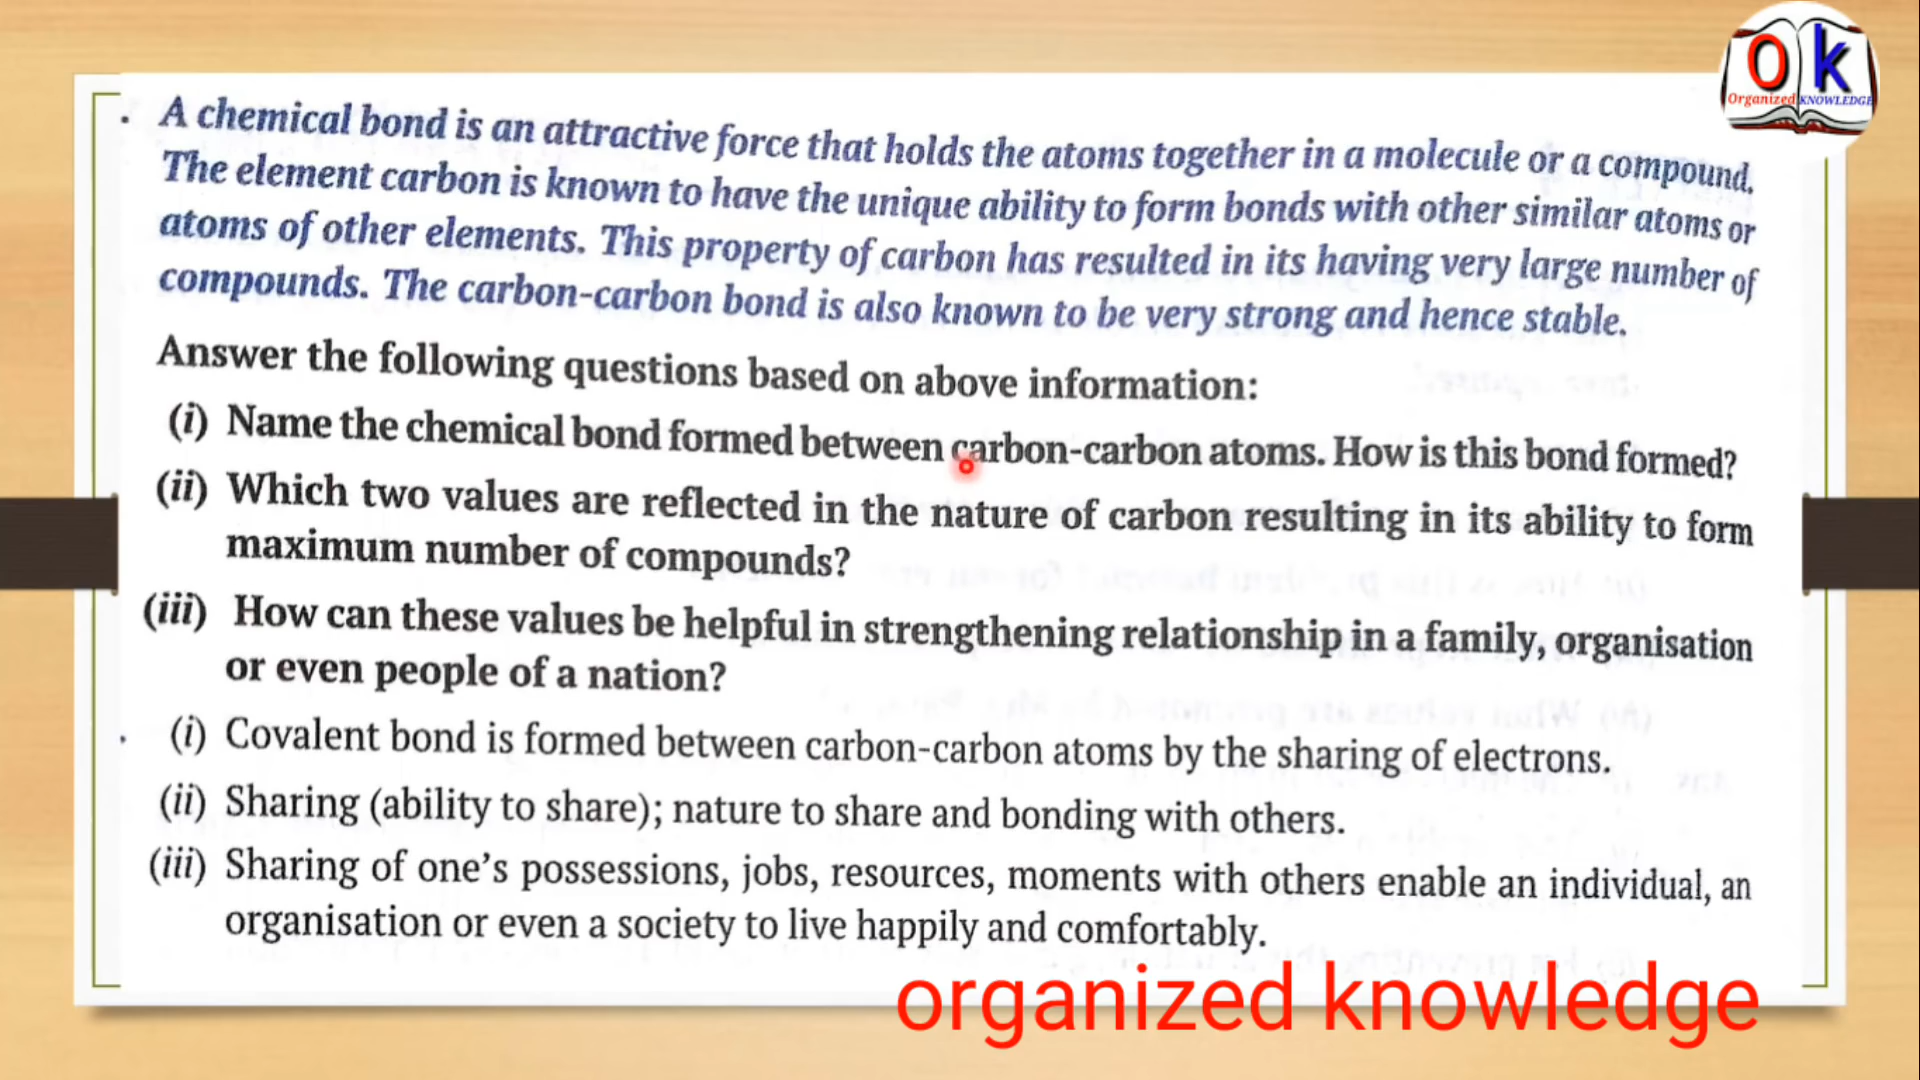 O k
Organized KNOWLEDGE
. A chemical bond is an attractive force that holds the atoms together in a molecule or a compound.
The element carbon is known to have the unique ability to form bonds with other similar atoms or
atoms of other elements. This property of carbon has resulted in its having very large number of
compounds. The carbon-carbon bond is also known to be very strong and hence stable.
Answer the following questions based on above information:
(i) Name the chemical bond formed between carbon-carbon atoms. How is this bond formed?
(ii) Which two values are reflected in the nature of carbon resulting in its ability to form
maximum number of compounds?
(iii) How can these values be helpful in strengthening relationship in a family, organisation
or even people of a nation?
. (i) Covalent bond is formed between carbon-carbon atoms by the sharing of electrons.
(ii) Sharing (ability to share); nature to share and bonding with others.
(iii) Sharing of one's possessions, jobs, resources, moments with others enable an individual, an
organisation or even a society to live happily and comfortably.
organized knowledge